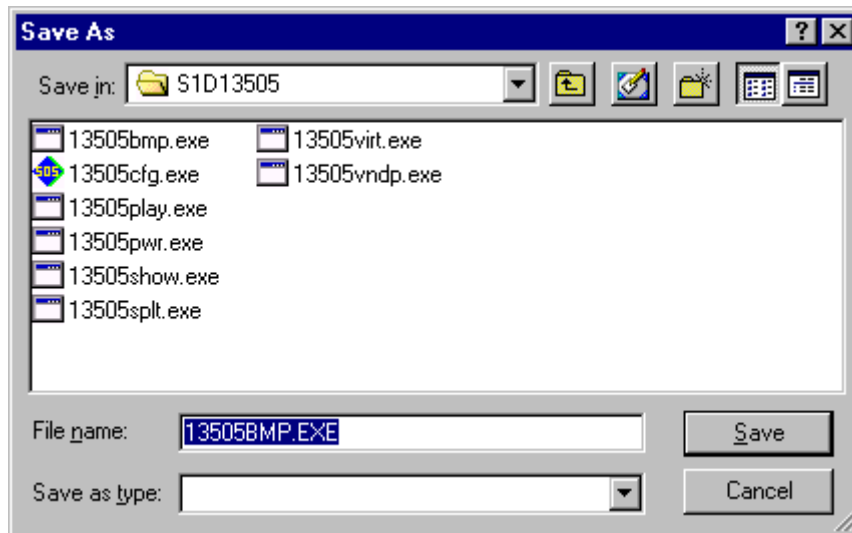 Save As
Save in: S1D13505
13505bmp.exe
13505cfg.exe
13505play.exe
13505pwr.exe
13505show.exe
13505splt.exe
13505virt.exe
13505vndp.exe
File name: 13505BMP.EXE Save
Save as type: Cancel